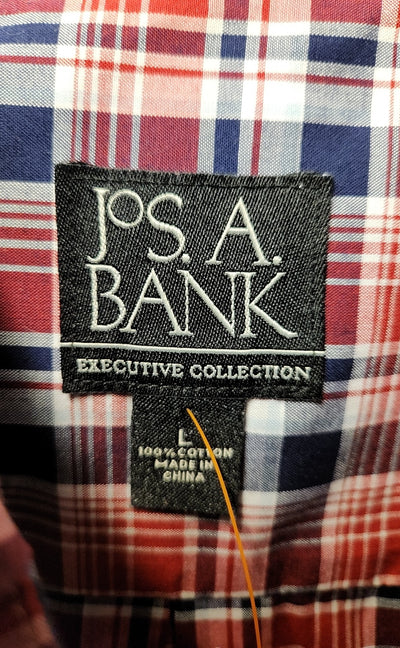 JoS. A.
BANK
EXECUTIVE COLLECTION
L
100% COTTON
MADE IN
CHINA